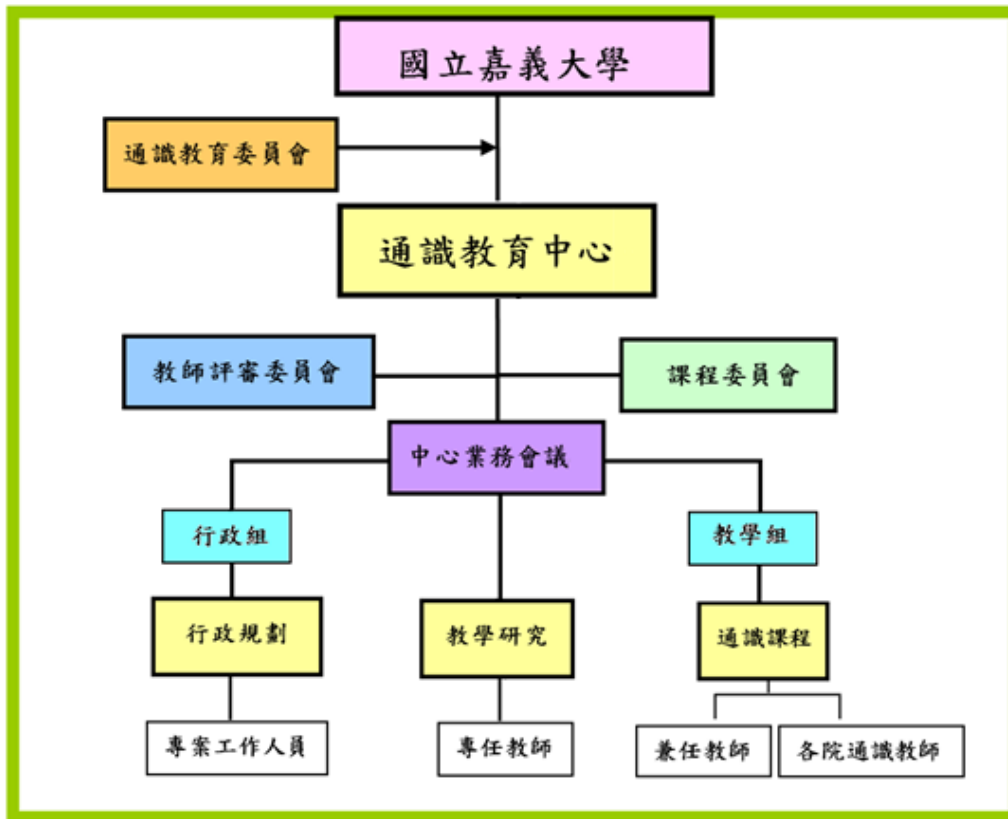 國立嘉義大學
通識教育委員會
通識教育中心
教師評審委員會
課程委員會
中心業務會議
行政組
教學組
行政規劃
教學研究
通識課程
專案工作人員
專任教師
兼任教師
各院通識教師